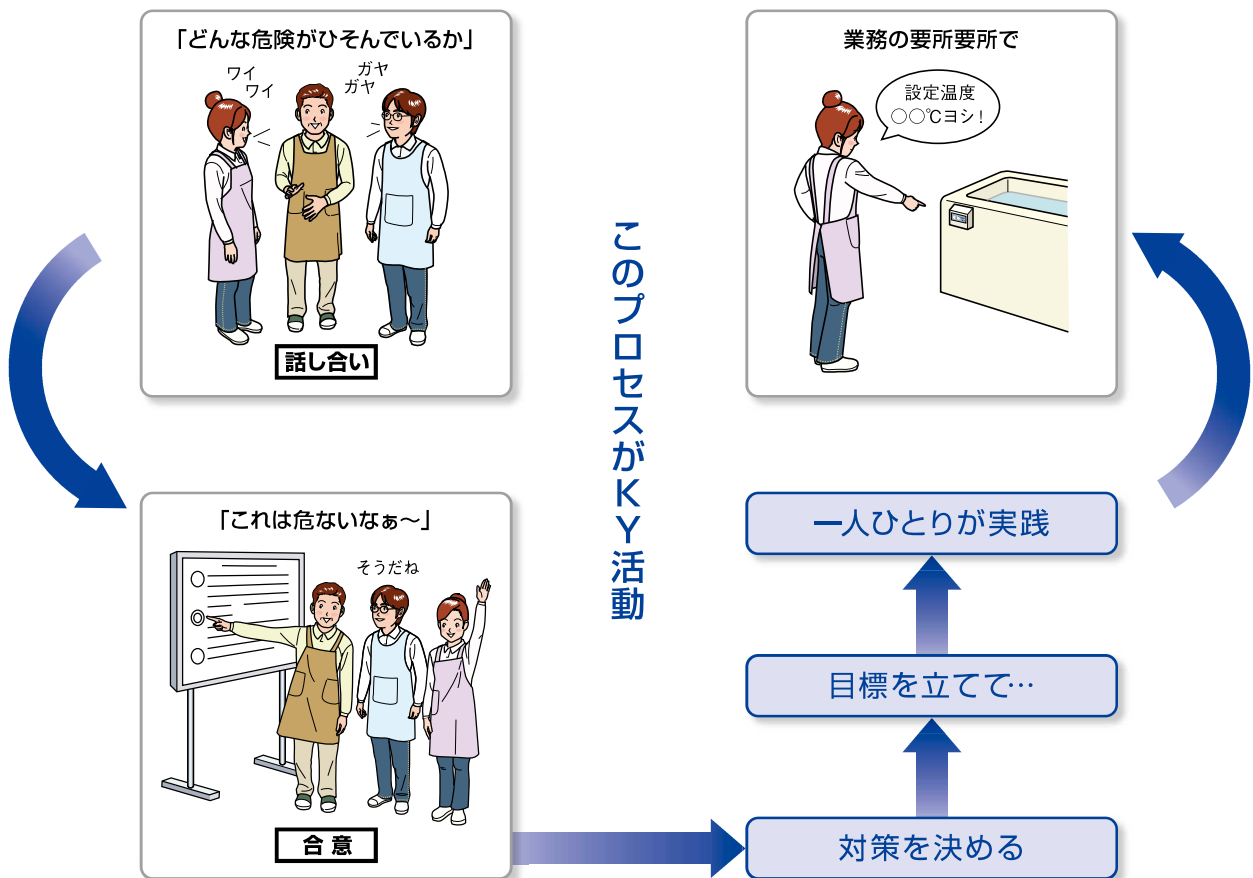 「どんな危険がひそんでいるか」
ワイ
ワイ
ガヤ
ガヤ
話し合い
「これは危ないなぁ〜」
そうだね
合意
このプロセスがKY活動
対策を決める
目標を立てて…
一人ひとりが実践
業務の要所要所で
設定温度
○○℃ヨシ!